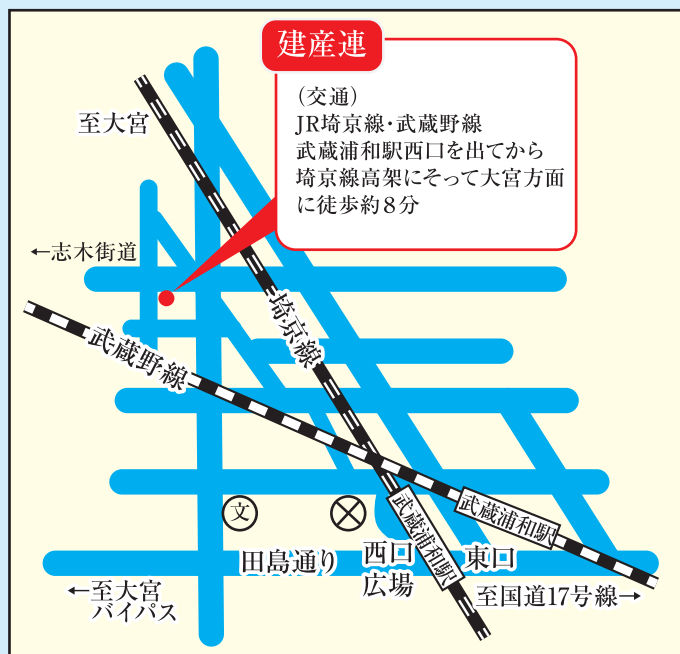 建産連
（交通）
JR埼京線・武蔵野線
武蔵浦和駅西口を出てから
埼京線高架にそって大宮方面
に徒歩約8分
至大宮
←志木街道
埼京線
武蔵野線
文
武蔵浦和駅
武蔵浦和駅
田島通り
西口
広場
東口
←至大宮
バイパス
至国道17号線→